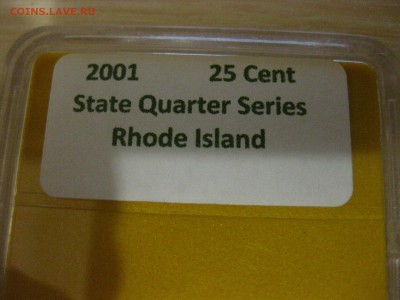 COINS.LAVE.RU
2001 25 Cent
State Quarter Series
Rhode Island